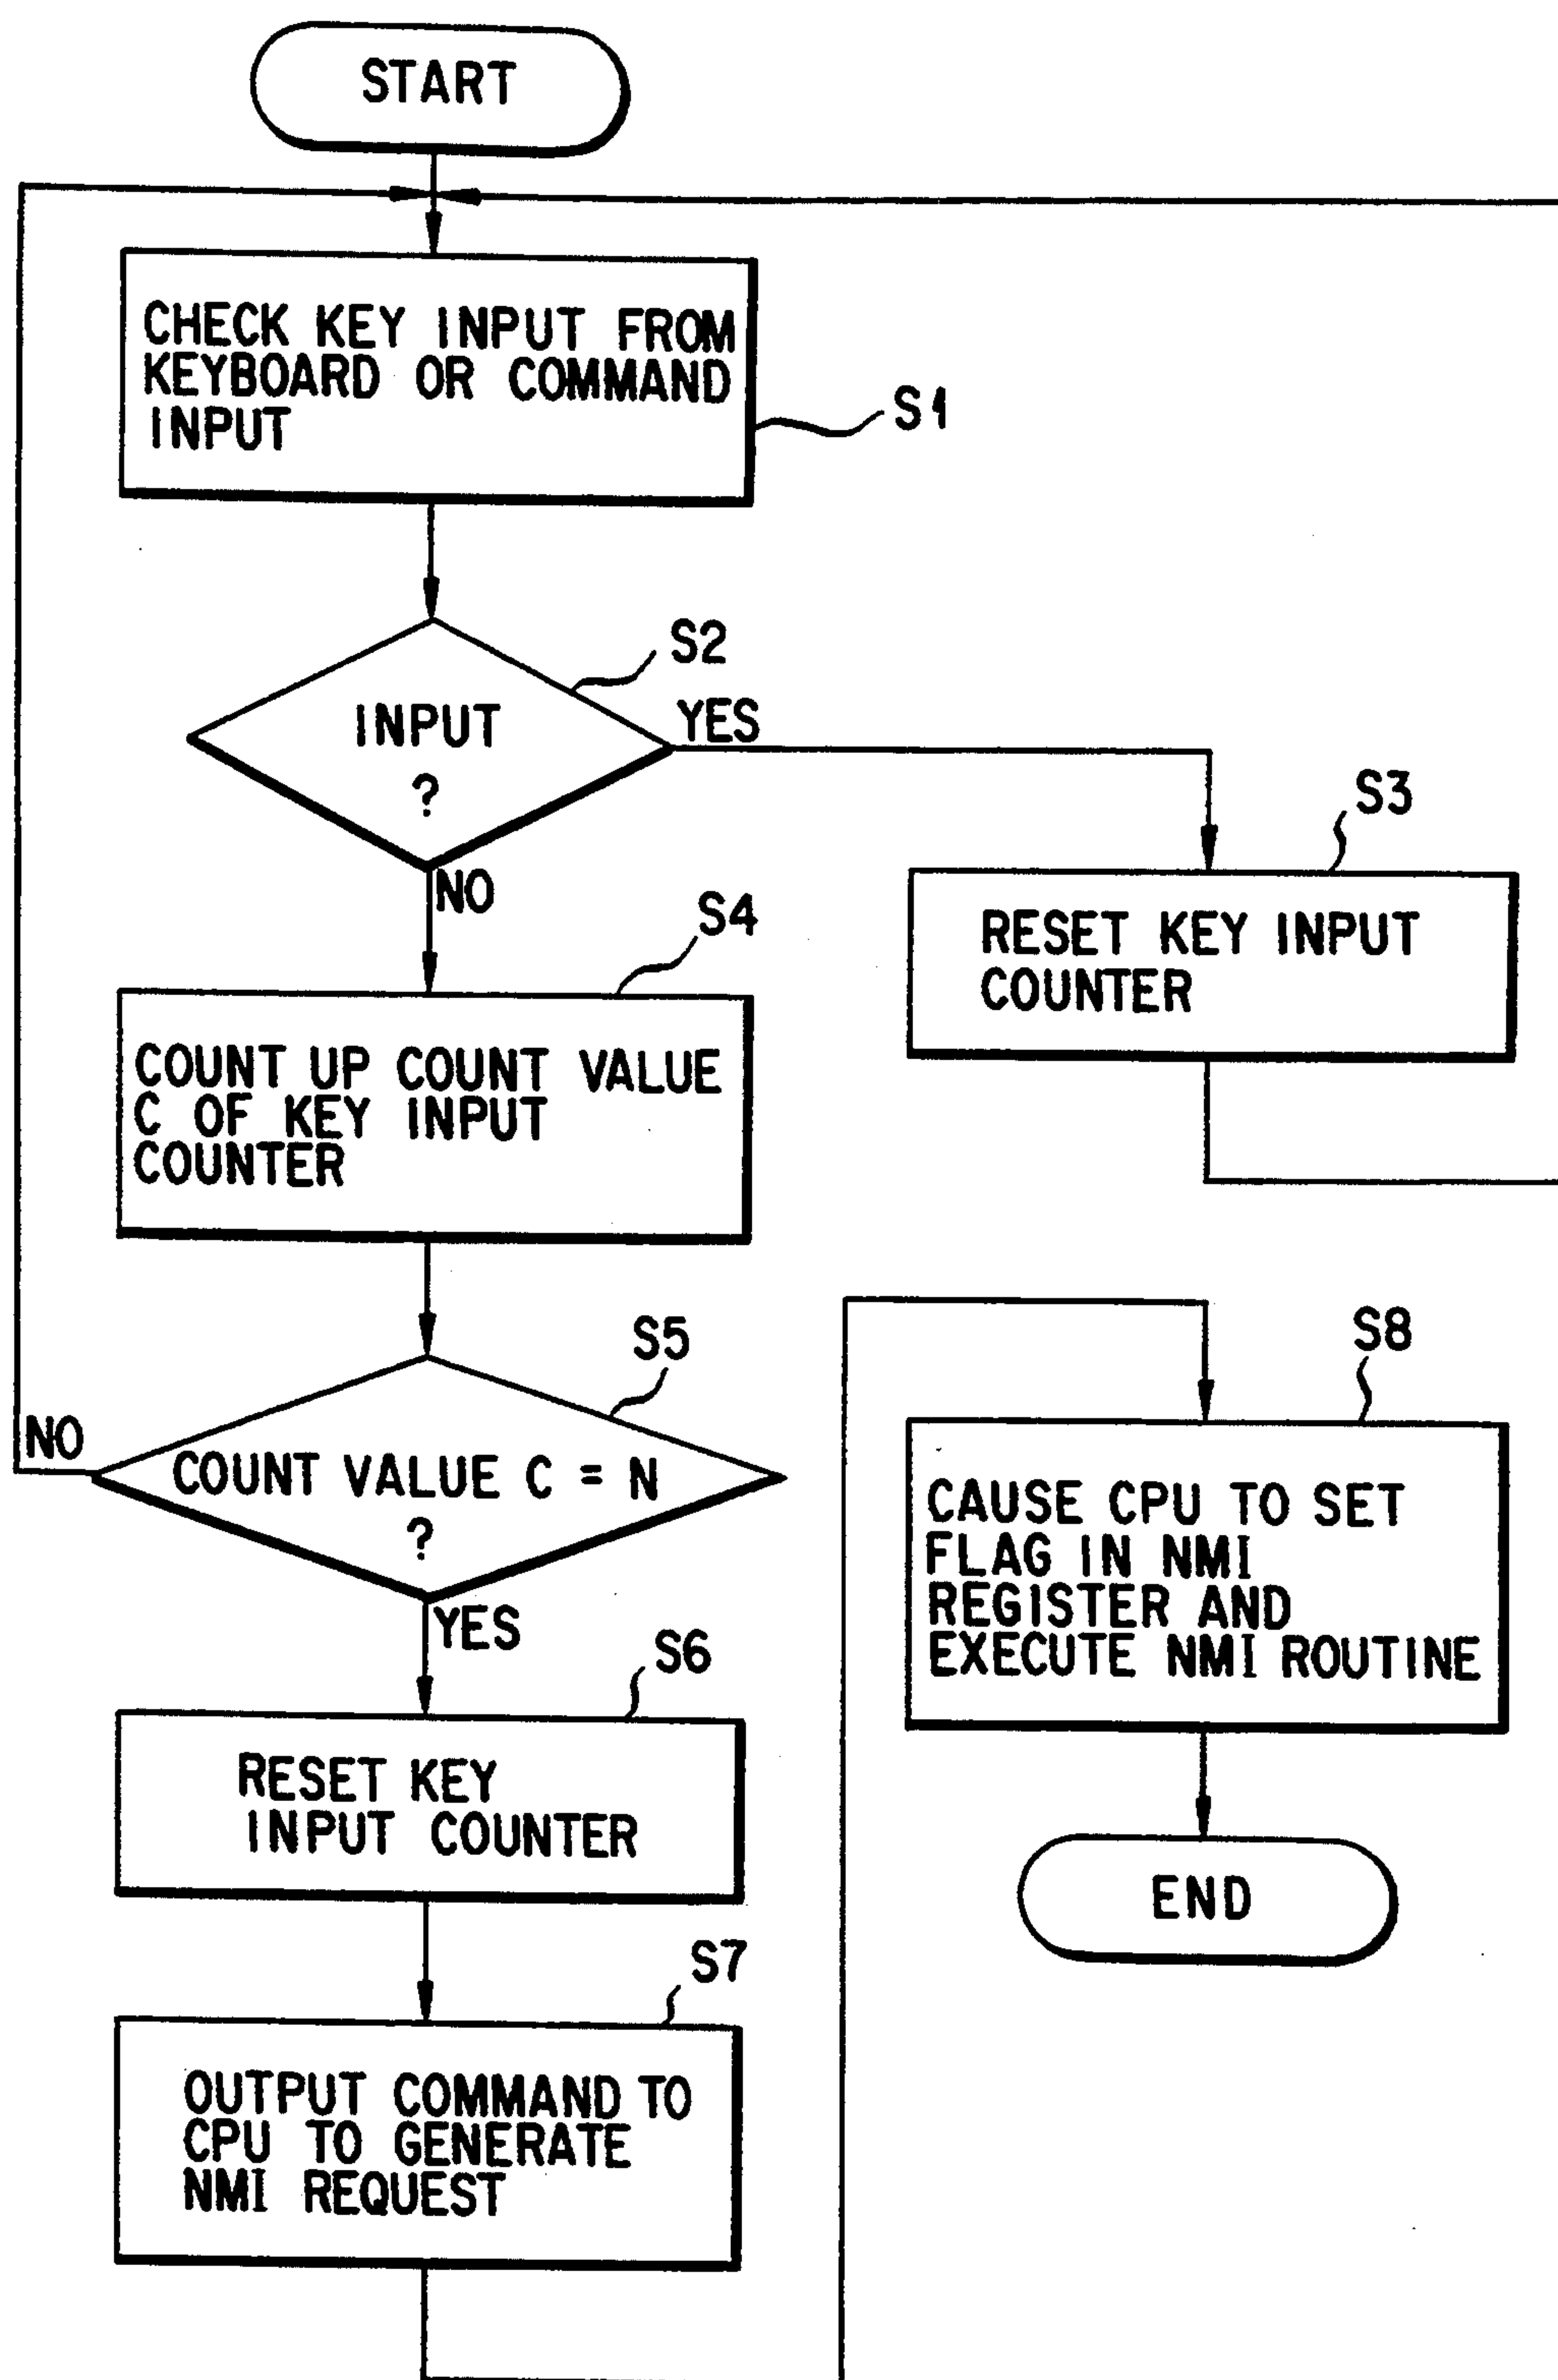 START
CHECK KEY INPUT FROM
KEYBOARD OR COMMAND
INPUT
S1
S2
INPUT
?
YES
NO
S3
RESET KEY INPUT
COUNTER
S4
COUNT UP COUNT VALUE
C OF KEY INPUT
COUNTER
S5
COUNT VALUE C = N
?
NO
YES
S6
RESET KEY
INPUT COUNTER
S7
OUTPUT COMMAND TO
CPU TO GENERATE
NMI REQUEST
S8
CAUSE CPU TO SET
FLAG IN NMI
REGISTER AND
EXECUTE NMI ROUTINE
END